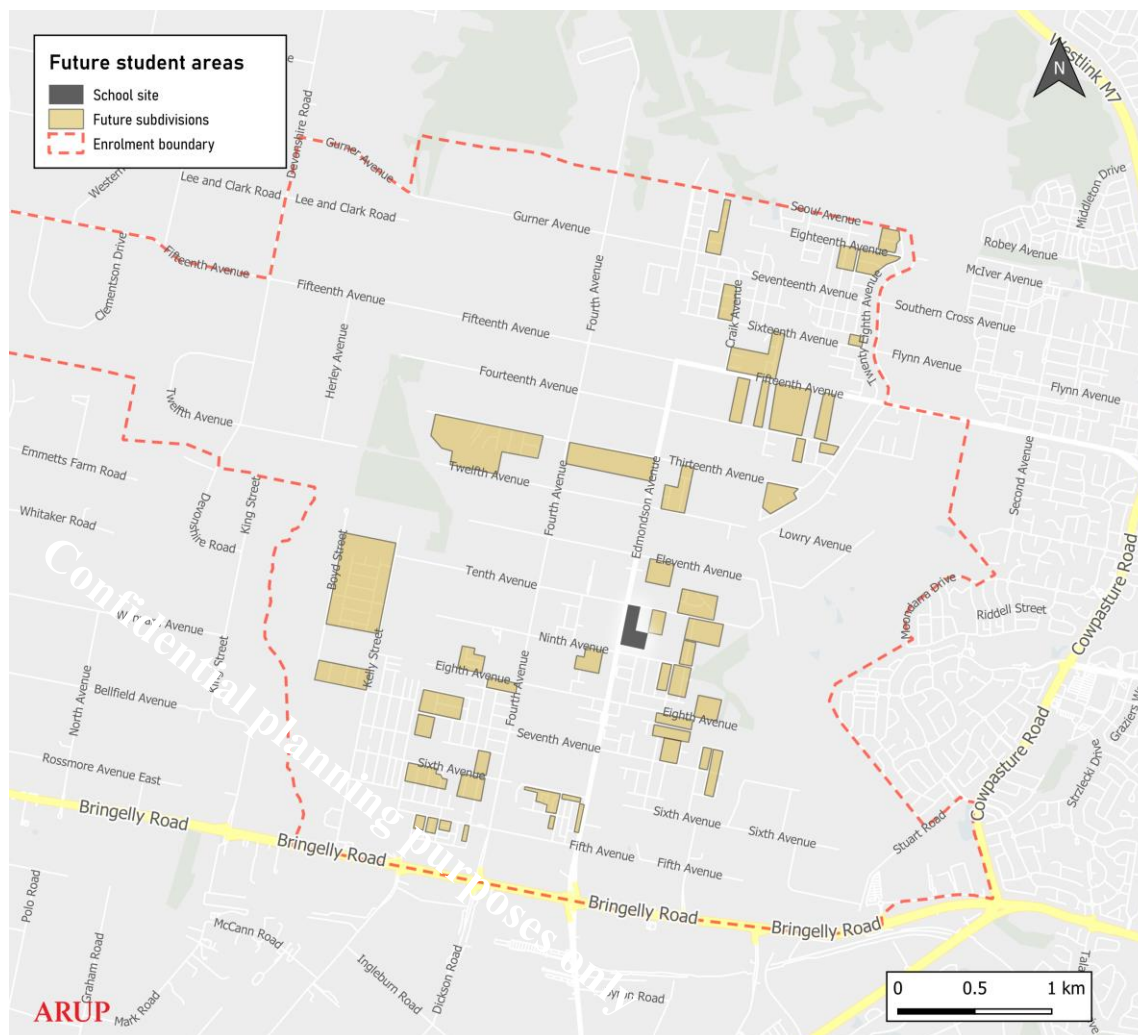 Future student areas
School site
Future subdivisions
Enrolment boundary
N
Westlink M7
Devonshire Road
Gurner Avenue
Middleton Drive
Western
Lee and Clark Road
Lee and Clark Road
Seoul Avenue
Gurner Avenue
Eighteenth Avenue
Robey Avenue
Clementson Drive
Fifteenth Avenue
McIver Avenue
Seventeenth Avenue
Fifteenth Avenue
Fourth Avenue
Southern Cross Avenue
Craik Avenue
Twenty Eighth Avenue
Fifteenth Avenue
Sixteenth Avenue
Herley Avenue
Flynn Avenue
Flynn Avenue
Fourteenth Avenue
Fifteenth Avenue
Twelfth Avenue
Emmetts Farm Road
Twelfth Avenue
Thirteenth Avenue
Second Avenue
Fourth Avenue
Edmondson Avenue
King Street
Devonshire Road
Whitaker Road
Lowry Avenue
Boyd Street
Tenth Avenue
Eleventh Avenue
Cowpasture Road
Moondarra Drive
Riddell Street
Ninth Avenue
King Street
Kelly Street
Eighth Avenue
Fourth Avenue
Bellfield Avenue
North Avenue
Eighth Avenue
Seventh Avenue
Cowpasture Road
Strzlecki Drive
Sixth Avenue
Rossmore Avenue East
Bringelly Road
Sixth Avenue
Sixth Avenue
Stuart Road
Bringelly Road
Fifth Avenue
Fifth Avenue
Bringelly Road
Bringelly Road
Polo Road
McCann Road
Graham Road
Mark Road
Ingleburn Road
Dickson Road
Confidential planning purposes only
ARUP
0 0.5 1 km